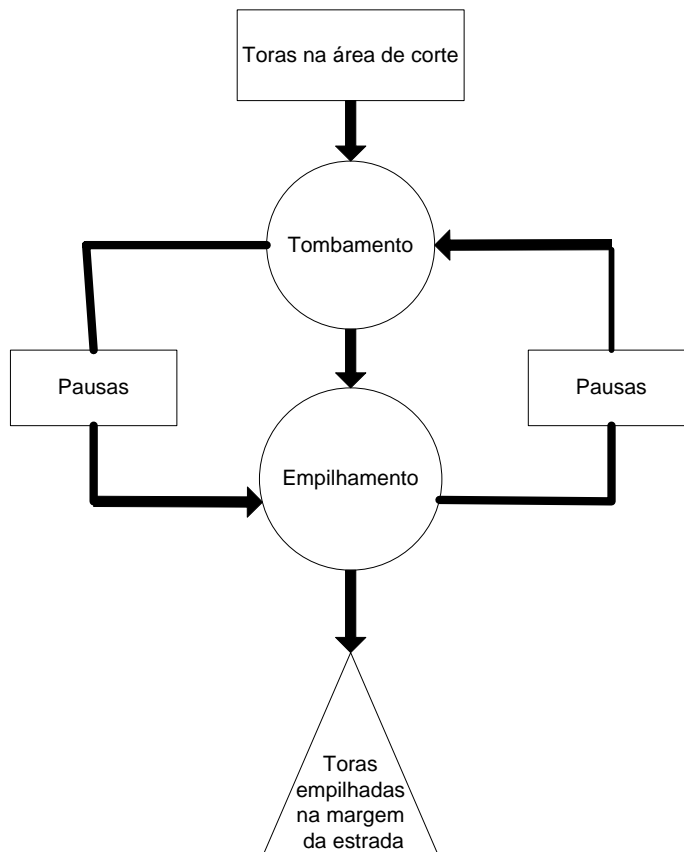 Toras na área de corte
Tombamento
Pausas
Pausas
Empilhamento
Toras
empilhadas
na margem
da estrada